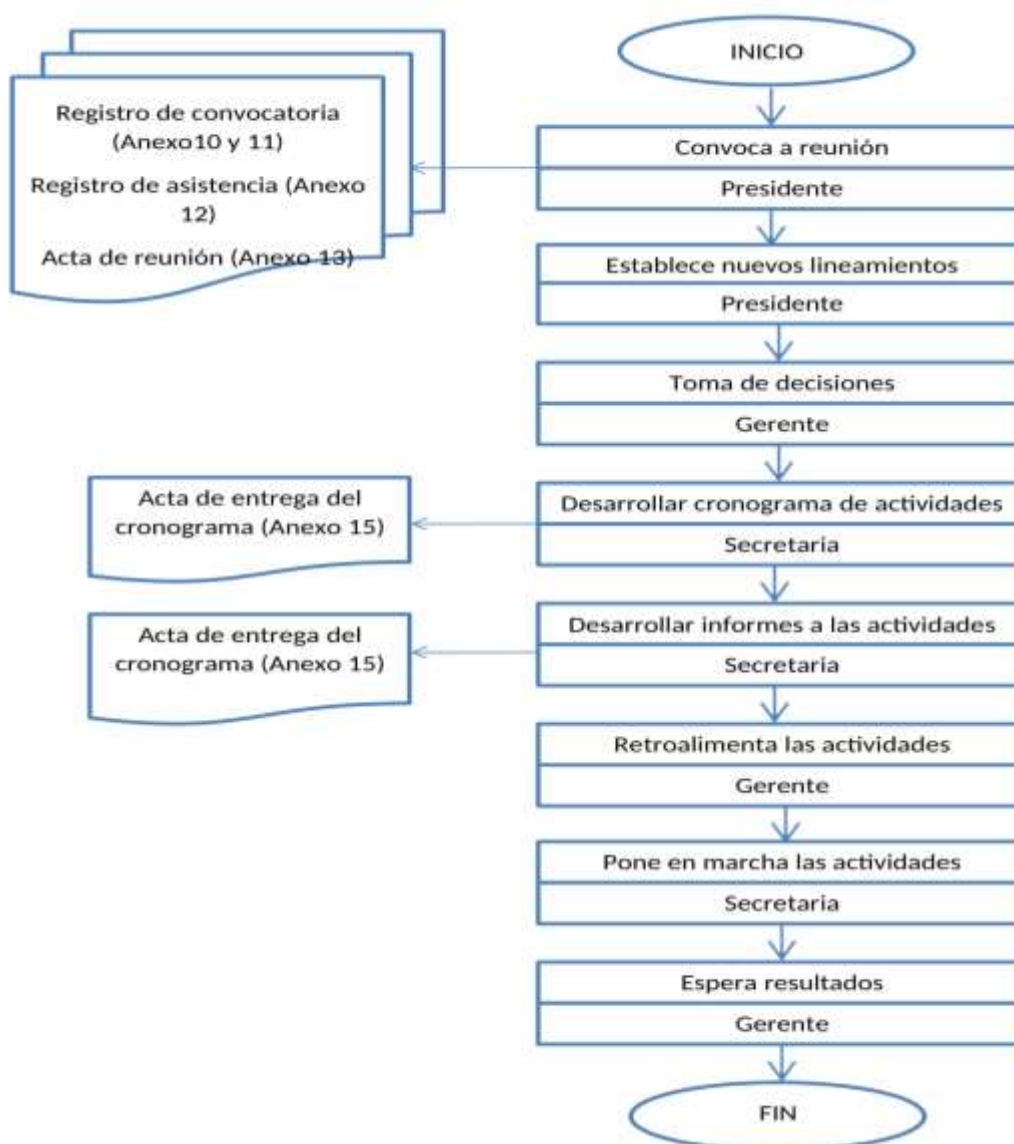 INICIO
Registro de convocatoria
(Anexo10 y 11)
Registro de asistencia (Anexo
12)
Acta de reunión (Anexo 13)
Convoca a reunión
Presidente
Establece nuevos lineamientos
Presidente
Toma de decisiones
Gerente
Acta de entrega del
cronograma (Anexo 15)
Desarrollar cronograma de actividades
Secretaria
Acta de entrega del
cronograma (Anexo 15)
Desarrollar informes a las actividades
Secretaria
Retroalimenta las actividades
Gerente
Pone en marcha las actividades
Secretaria
Espera resultados
Gerente
FIN